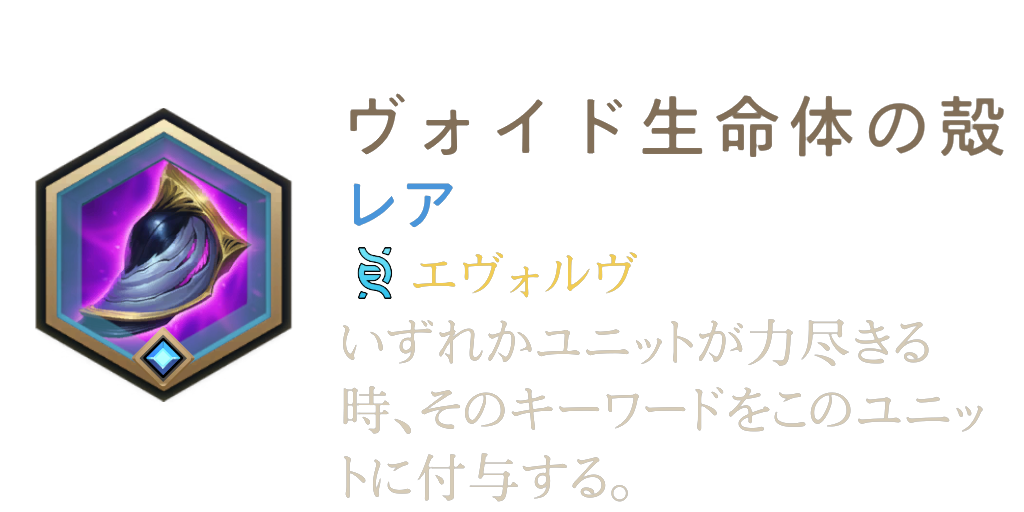 ヴォイド生命体の殻
レア
エヴォルヴ
いずれかユニットが力尽きる
時、そのキーワードをこのユニッ
トに付与する。